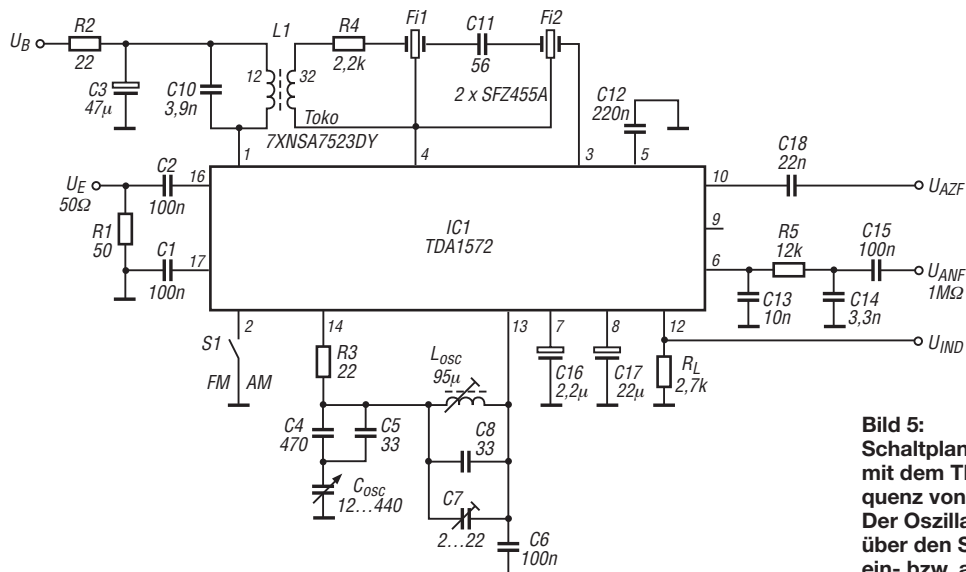 U_B
R2
22
C3
47μ
C10
3,9n
12
L1
32
R4
2,2k
Fi1
C11
56
Fi2
2 x SFZ455A
Toko
7XNSA7523DY
C12
220n
1
4
3
5
C18
22n
U_E
50Ω
C2
100n
16
R1
50
C1
100n
17
IC1
TDA1572
10
U_AZF
9
R5
12k
C15
100n
6
U_ANF
1MΩ
C13
10n
C14
3,3n
2
14
13
7
8
12
U_IND
S1
FM
AM
R3
22
L_osc
95μ
C16
2,2μ
C17
22μ
R_L
2,7k
C4
470
C5
33
C8
33
C_osc
12...440
C7
2...22
C6
100n
Bild 5:
Schaltplan
mit dem
quenz von
Der Oszilla
über den S
ein- bzw. a